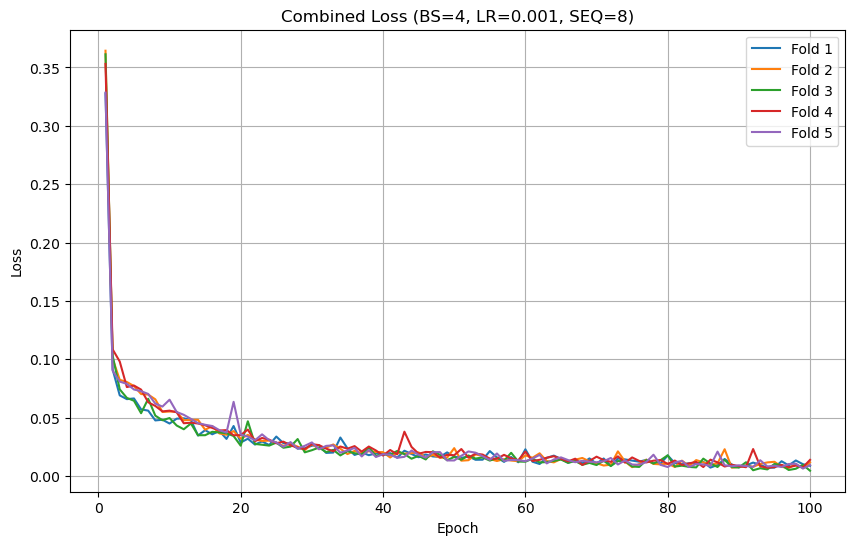 Combined Loss (BS=4, LR=0.001, SEQ=8)
Fold 1
Fold 2
Fold 3
Fold 4
Fold 5
0.35
0.30
0.25
0.20
0.15
0.10
0.05
0.00
Loss
0 20 40 60 80 100
Epoch